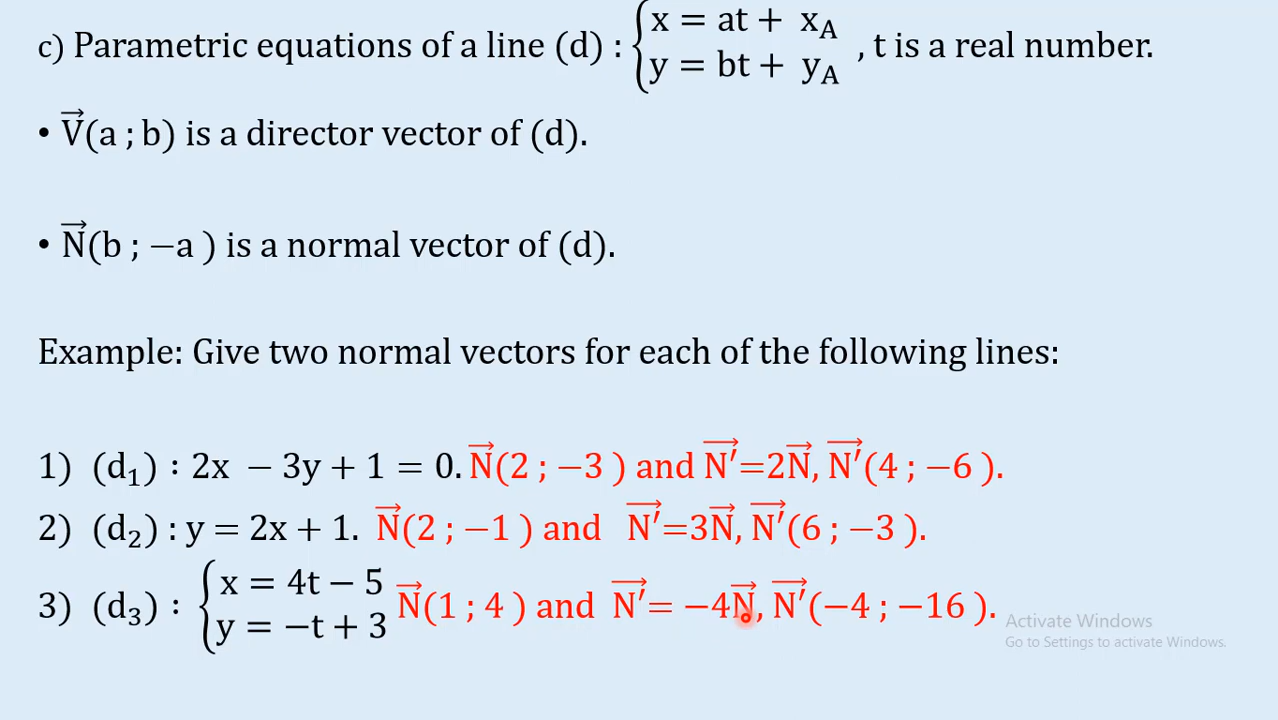 c) Parametric equations of a line (d) : { x = at + x_A
y = bt + y_A , t is a real number.
• V⃗(a ; b) is a director vector of (d).
• N⃗(b ; −a ) is a normal vector of (d).
Example: Give two normal vectors for each of the following lines:
1) (d₁) : 2x − 3y + 1 = 0. N⃗(2 ; −3 ) and N′⃗=2N⃗, N′⃗(4 ; −6 ).
2) (d₂) : y = 2x + 1. N⃗(2 ; −1 ) and N′⃗=3N⃗, N′⃗(6 ; −3 ).
3) (d₃) : { x = 4t − 5
y = −t + 3 N⃗(1 ; 4 ) and N′⃗= −4N⃗, N′⃗(−4 ; −16 ).
Activate Windows
Go to Settings to activate Windows.